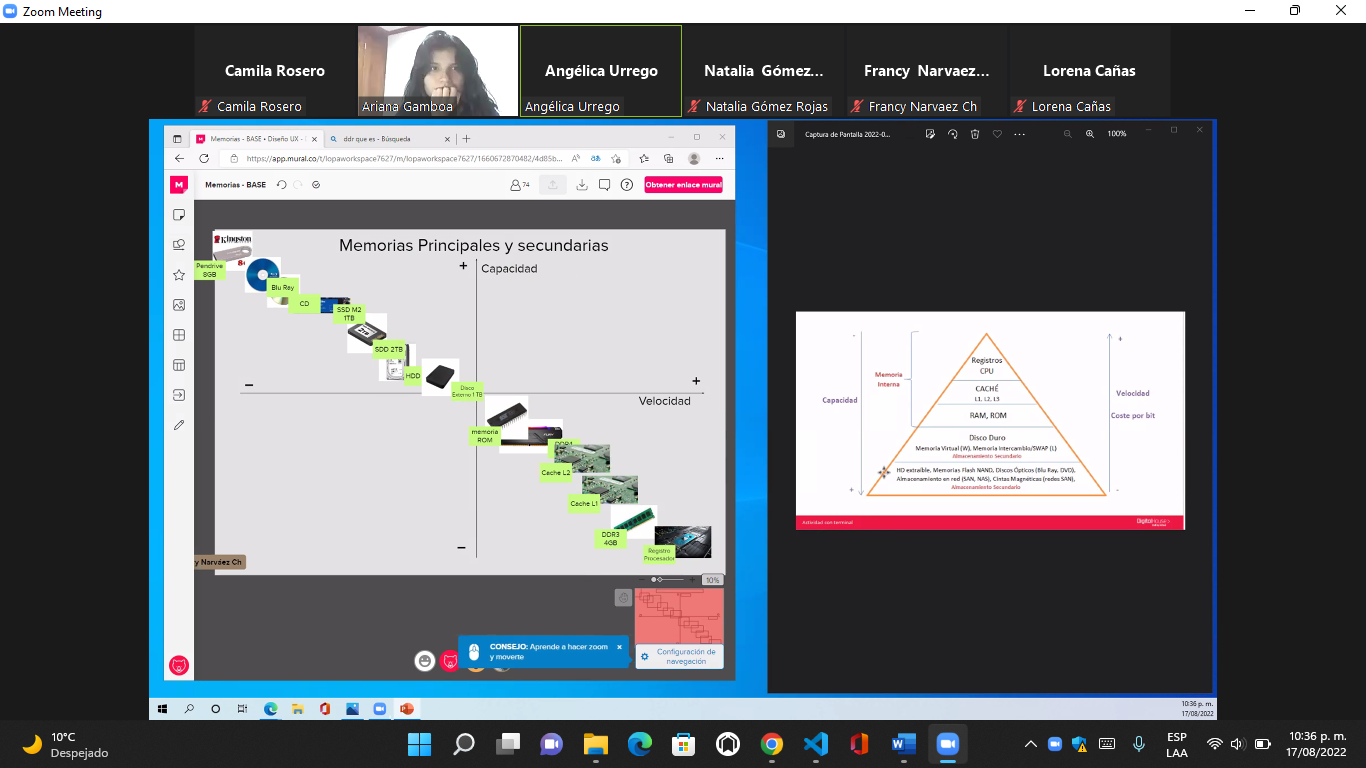 Zoom Meeting
Camila Rosero
Angélica Urrego
Natalia Gómez...
Francy Narvaez...
Lorena Cañas
Camila Rosero
Ariana Gamboa
Angélica Urrego
Natalia Gómez Rojas
Francy Narvaez Ch
Lorena Cañas
Memorias - BASE • Diseño UX -
ddr que es - Búsqueda
https://app.mural.co/t/lopaworkspace7627/m/lopaworkspace7627/1660672870482/4d85b...
Memorias - BASE
74
Obtener enlace mural
Memorias Principales y secundarias
+
Capacidad
Kingston
8
Pendrive
8GB
Blu Ray
CD
SSD M2
1TB
2TB
SDD 2TB
HDD
Disco
Externo 1 TB
−
+
Velocidad
memoria
ROM
Cache L2
Cache L1
DDR3
4GB
Registro
Procesador
−
y Narváez Ch
10%
CONSEJO: Aprende a hacer zoom
y moverte
Configuración de
navegación
Captura de Pantalla 2022-0...
100%
-
+
Registros
CPU
Memoria
Interna
CACHÉ
L1, L2, L3
Capacidad
Velocidad
RAM, ROM
Coste por bit
Disco Duro
Memoria Virtual (W), Memoria Intercambio/SWAP (L)
Almacenamiento Secundario
HD extraíble, Memorias Flash NAND, Discos Ópticos (Blu Ray, DVD),
Almacenamiento en red (SAN, NAS), Cintas Magnéticas (redes SAN),
Almacenamiento Secundario
+
-
Actividad con terminal
DigitalHouse>
10:36 p. m.
17/08/2022
10°C
Despejado
ESP
LAA
10:36 p. m.
17/08/2022